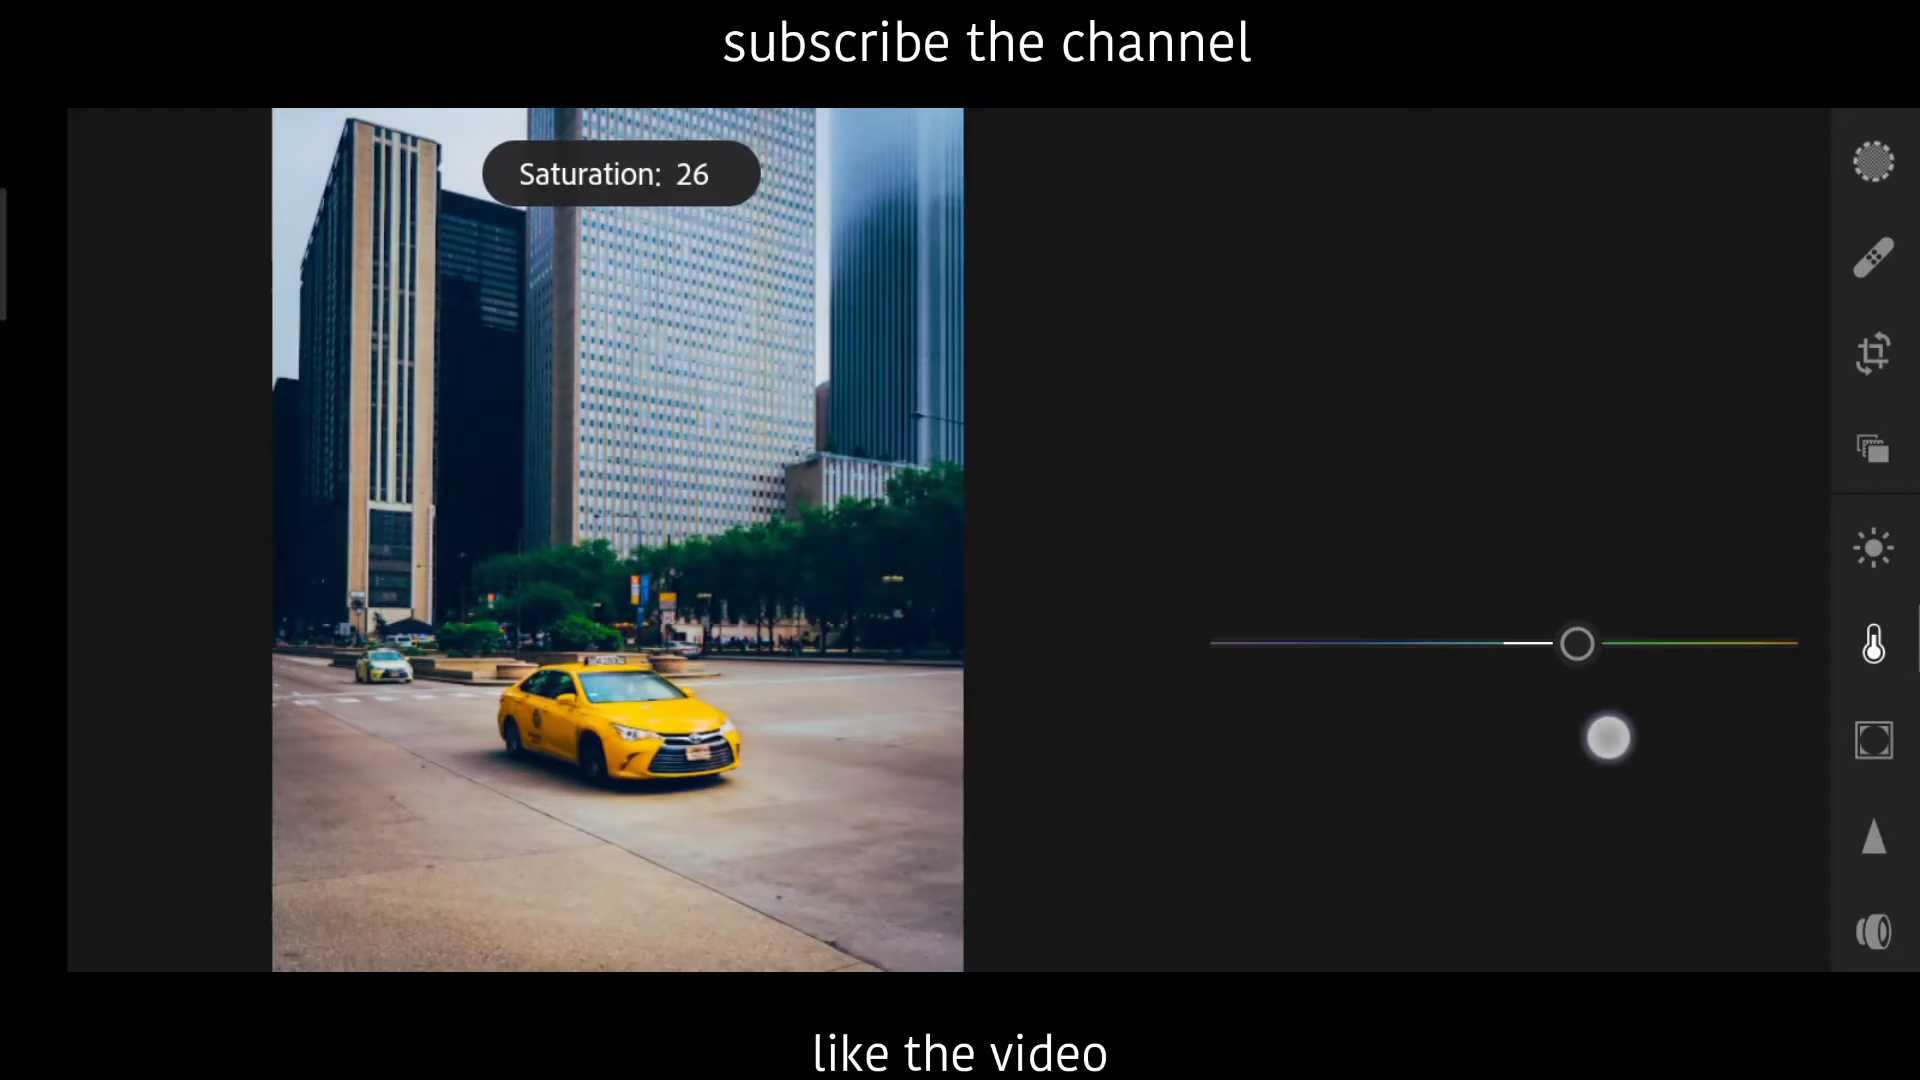 subscribe the channel
Saturation: 26
like the video